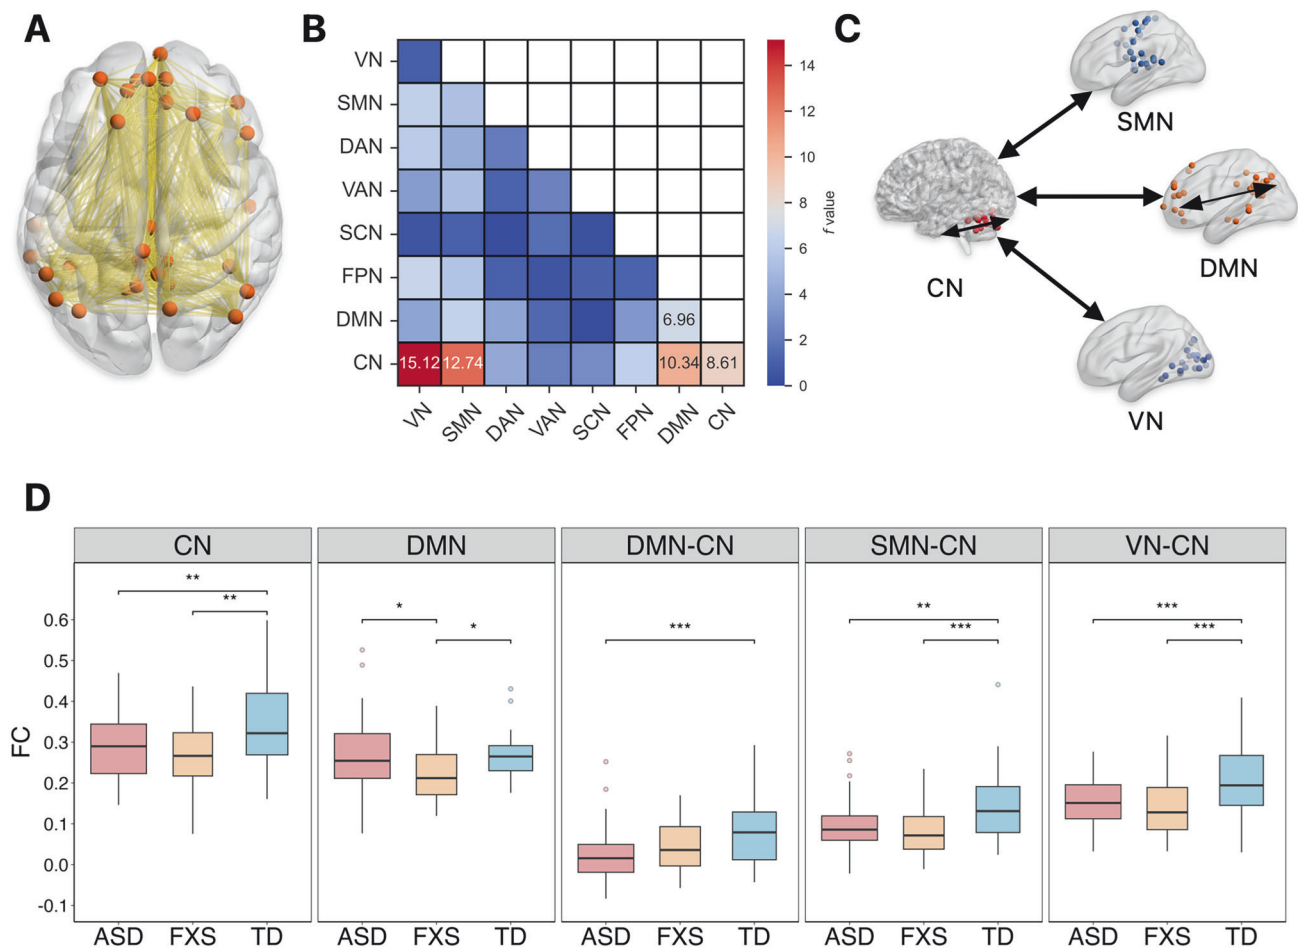 A
B
C
VN
SMN
DAN
VAN
SCN
FPN
DMN
CN
6.96
15.12 12.74 10.34 8.61
VN SMN DAN VAN SCN FPN DMN CN
14
12
10
8
6
4
2
0
f value
SMN
DMN
CN
VN
D
CN DMN DMN-CN SMN-CN VN-CN
FC
0.6
0.5
0.4
0.3
0.2
0.1
0.0
-0.1
** ** * * *** ** *** *** ***
ASD FXS TD ASD FXS TD ASD FXS TD ASD FXS TD ASD FXS TD